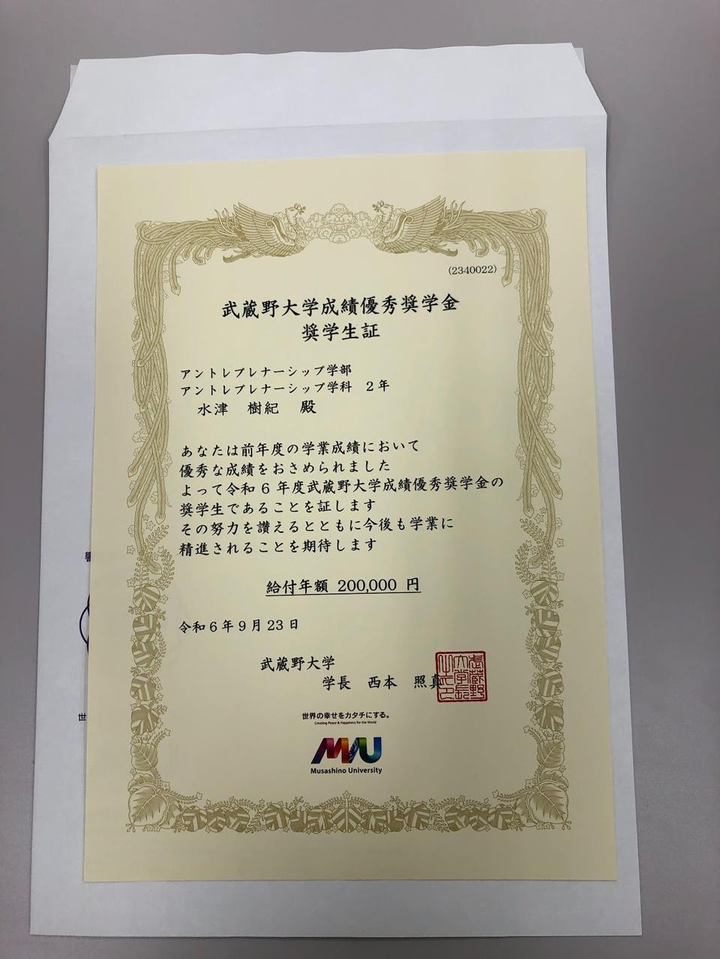 (2340022)
武蔵野大学成績優秀奨学金
奨学生証
アントレプレナーシップ学部
アントレプレナーシップ学科 2年
水津 樹紀 殿
あなたは前年度の学業成績において
優秀な成績をおさめられました
よって令和6年度武蔵野大学成績優秀奨学金の
奨学生であることを証します
その努力を讃えるとともに今後も学業に
精進されることを期待します
給付年額 200,000 円
令和6年9月23日
武蔵野大学
学長 西本 照真
世界の幸せをカタチにする。
Creating Peace & Happiness for the World
MU
Musashino University